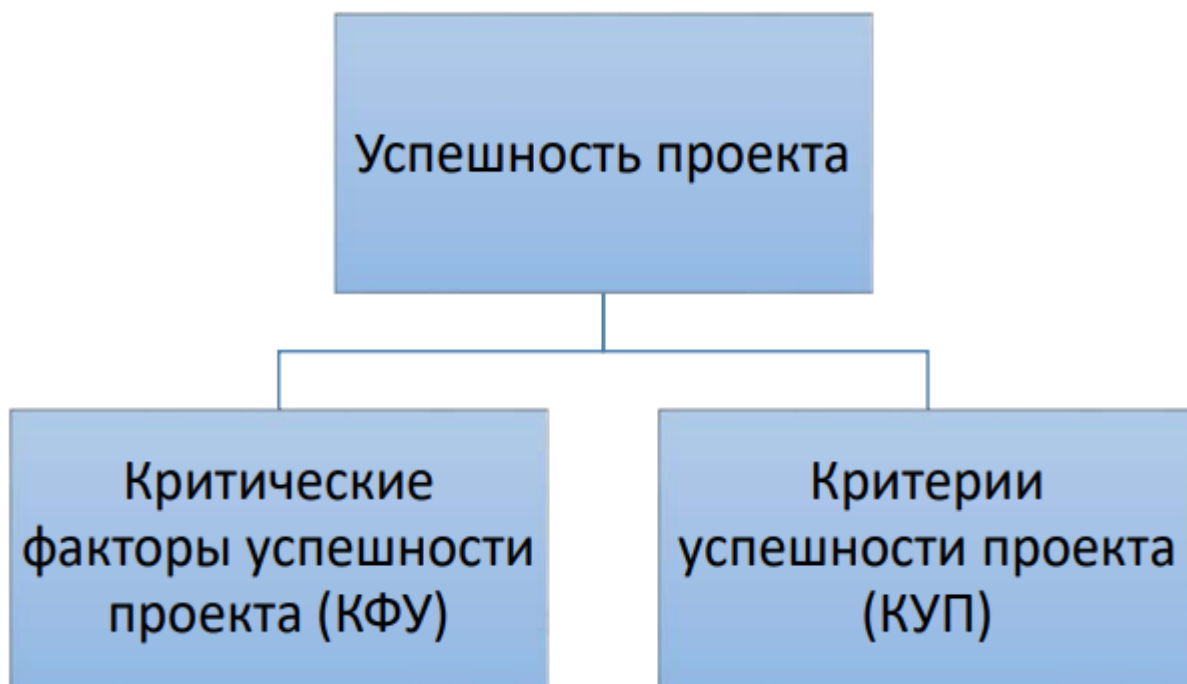 Успешность проекта
Критические
факторы успешности
проекта (КФУ)
Критерии
успешности проекта
(КУП)